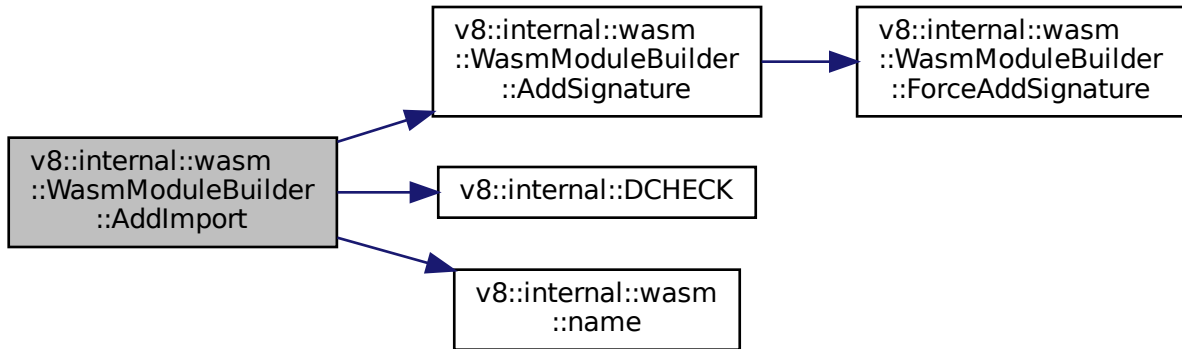 v8::internal::wasm
::WasmModuleBuilder
::AddImport
v8::internal::wasm
::WasmModuleBuilder
::AddSignature
v8::internal::wasm
::WasmModuleBuilder
::ForceAddSignature
v8::internal::DCHECK
v8::internal::wasm
::name